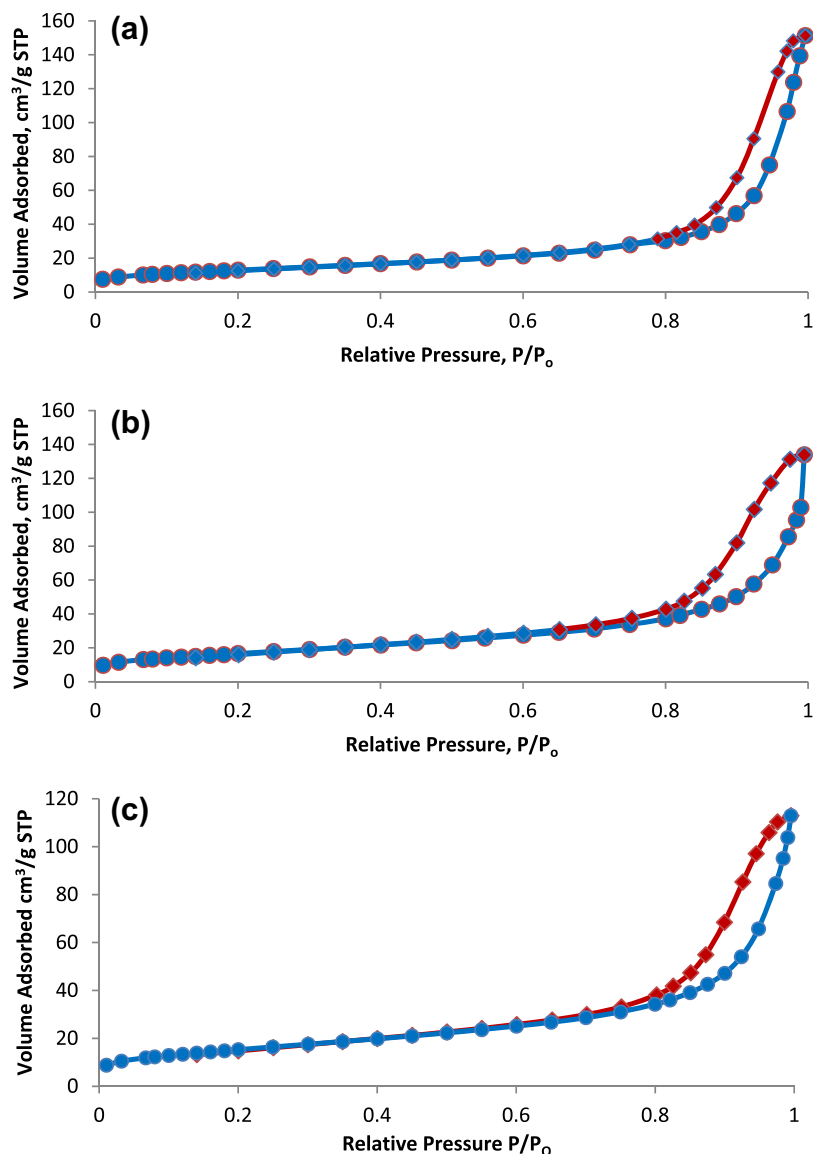 (a)
Volume Adsorbed, cm³/g STP
160
140
120
100
80
60
40
20
0
0 0.2 0.4 0.6 0.8 1
Relative Pressure, P/Pₒ
(b)
Volume Adsorbed, cm³/g STP
160
140
120
100
80
60
40
20
0
0 0.2 0.4 0.6 0.8 1
Relative Pressure, P/Pₒ
(c)
Volume Adsorbed cm³/g STP
120
100
80
60
40
20
0
0 0.2 0.4 0.6 0.8 1
Relative Pressure P/Pₒ